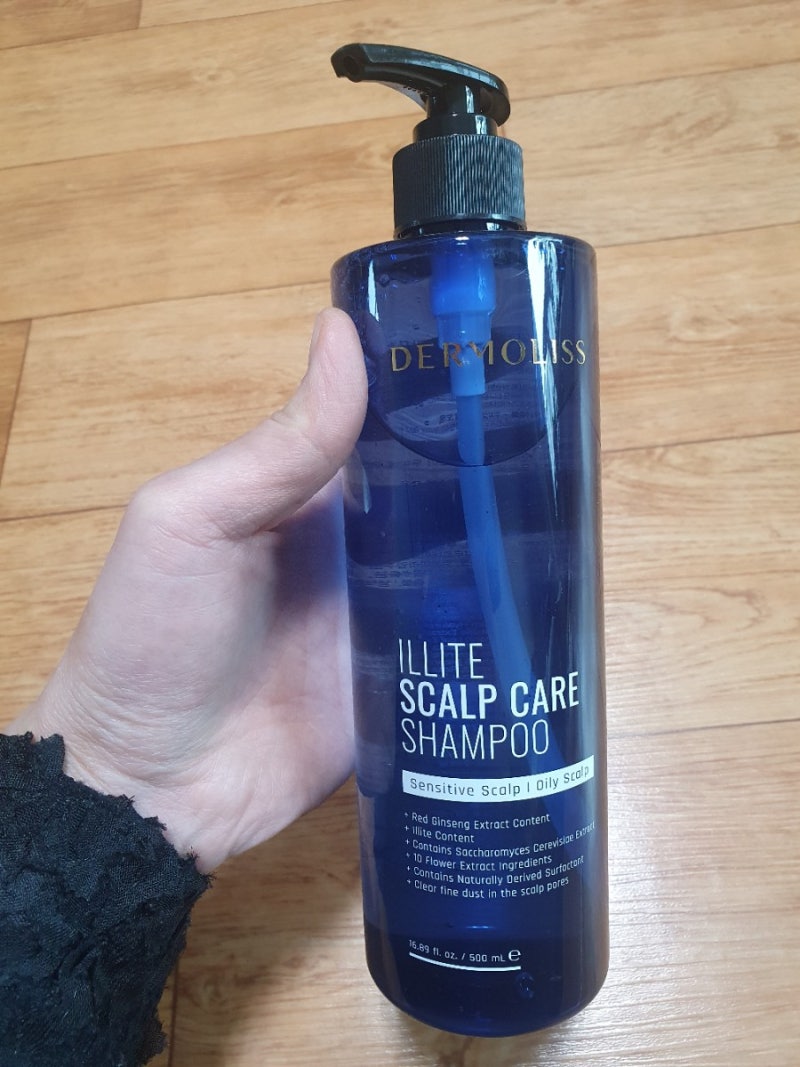 DERMOLISS
ILLITE
SCALP CARE
SHAMPOO
Sensitive Scalp | Oily Scalp
+ Red Ginseng Extract Content
+ Illite Content
+ Contains Saccharomyces Cerevisiae Extract
+ 10 Flower Extract Ingredients
+ Contains Naturally Derived Surfactant
+ Clear fine dust in the scalp pores
16.89 fl. oz. / 500 mL ℮